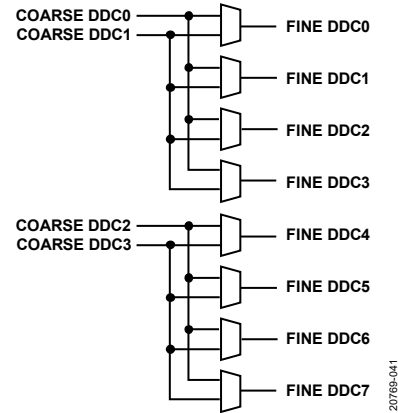 COARSE DDC0
COARSE DDC1
FINE DDC0
FINE DDC1
FINE DDC2
FINE DDC3
COARSE DDC2
COARSE DDC3
FINE DDC4
FINE DDC5
FINE DDC6
FINE DDC7
20769-041